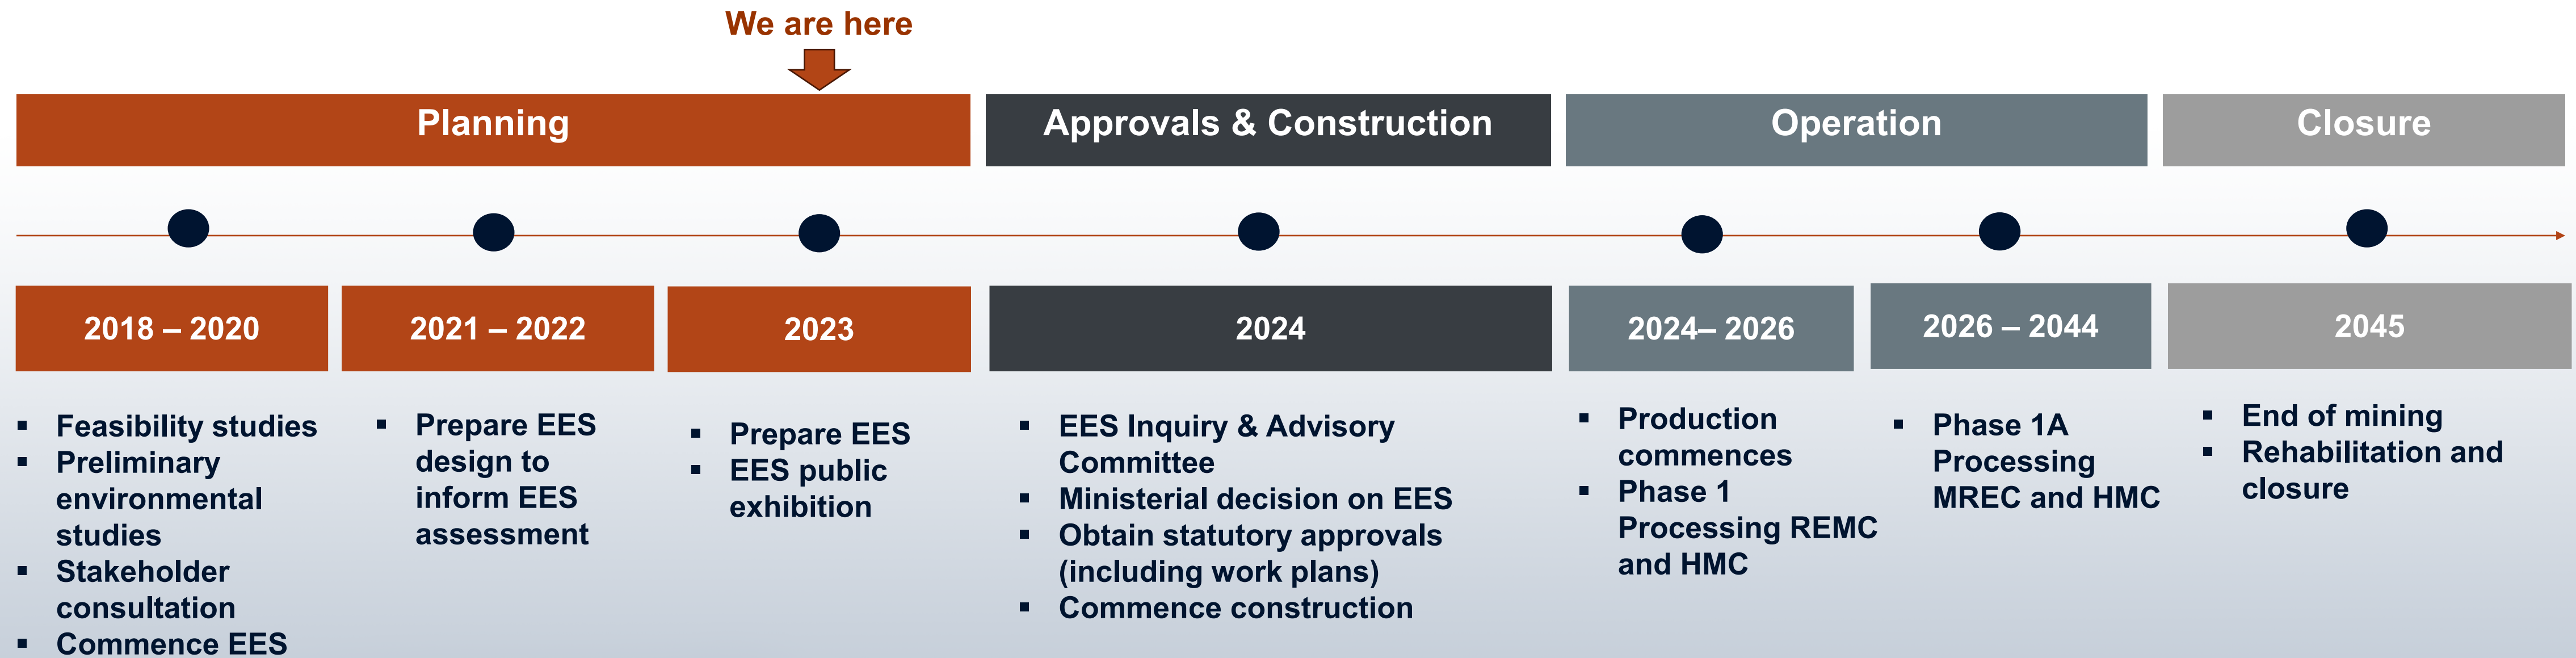 We are here
Planning
Approvals & Construction
Operation
Closure
2018 – 2020
2021 – 2022
2023
2024
2024– 2026
2026 – 2044
2045
▪ Feasibility studies
▪ Preliminary
environmental
studies
▪ Stakeholder
consultation
▪ Commence EES
▪ Prepare EES
design to
inform EES
assessment
▪ Prepare EES
▪ EES public
exhibition
▪ EES Inquiry & Advisory
Committee
▪ Ministerial decision on EES
▪ Obtain statutory approvals
(including work plans)
▪ Commence construction
▪ Production
commences
▪ Phase 1
Processing REMC
and HMC
▪ Phase 1A
Processing
MREC and HMC
▪ End of mining
▪ Rehabilitation and
closure